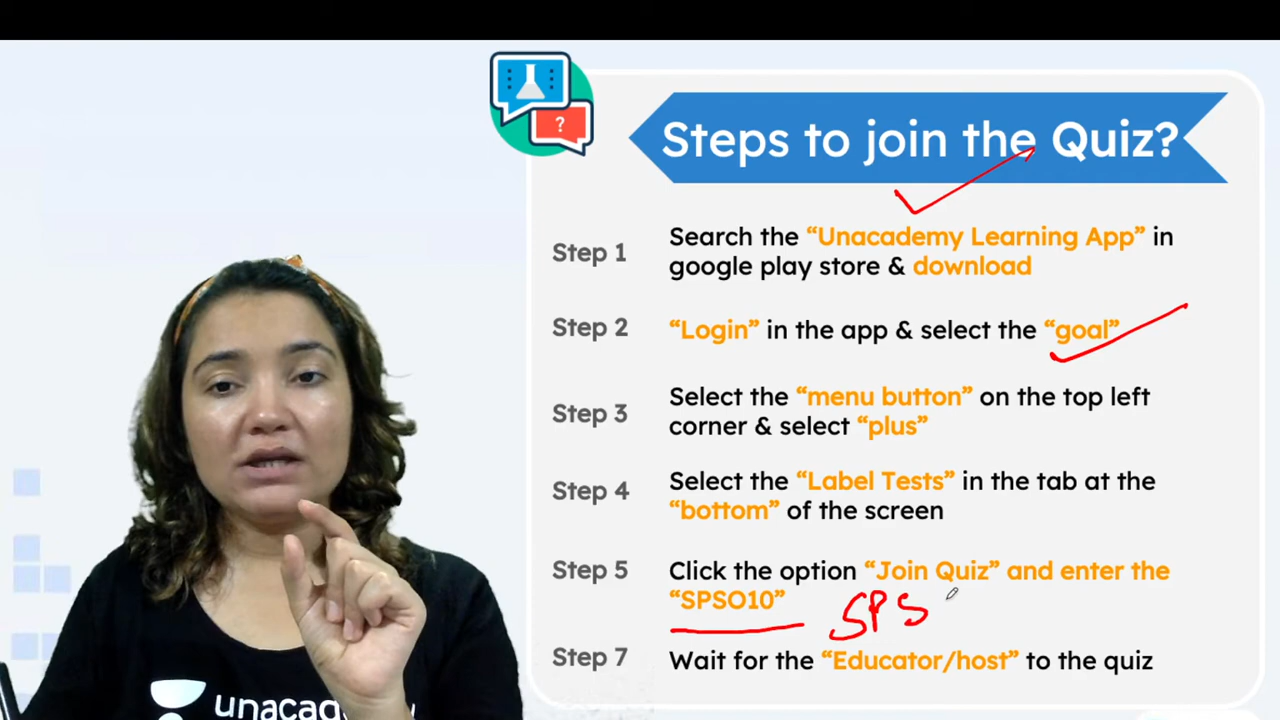 ?
Steps to join the Quiz?
Step 1
Search the “Unacademy Learning App” in
google play store & download
Step 2
“Login” in the app & select the “goal”
Step 3
Select the “menu button” on the top left
corner & select “plus”
Step 4
Select the “Label Tests” in the tab at the
“bottom” of the screen
Step 5
Click the option “Join Quiz” and enter the
“SPSO10”
SPS
Step 7
Wait for the “Educator/host” to the quiz
unacademy